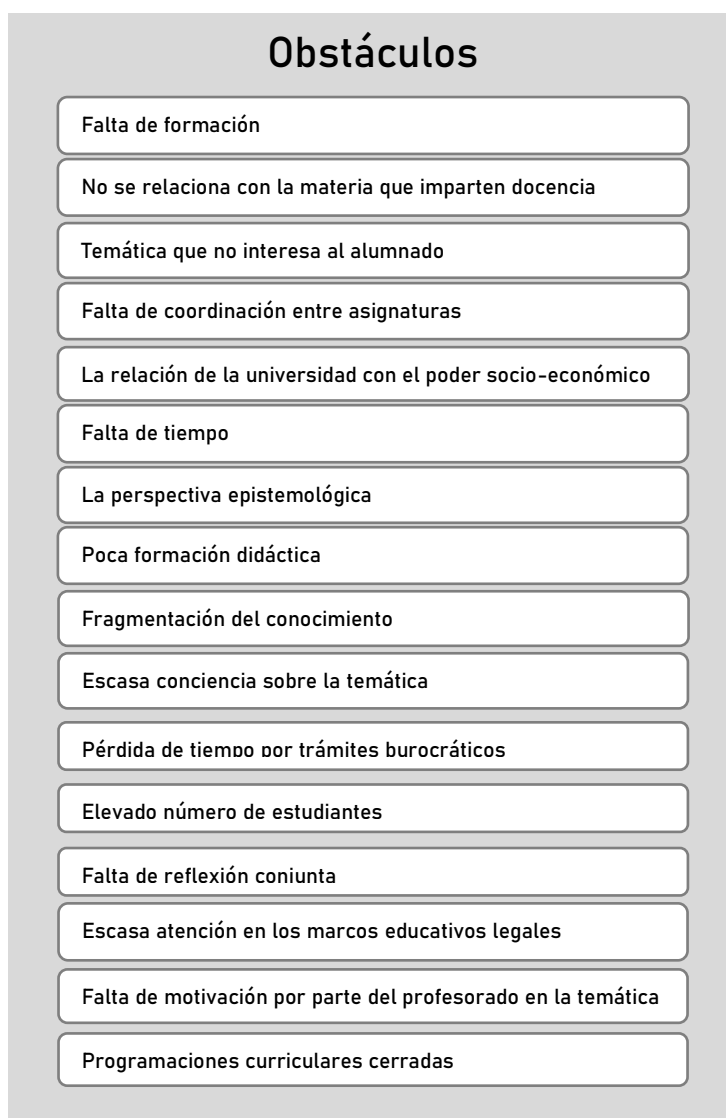 Obstáculos
Falta de formación
No se relaciona con la materia que imparten docencia
Temática que no interesa al alumnado
Falta de coordinación entre asignaturas
La relación de la universidad con el poder socio-económico
Falta de tiempo
La perspectiva epistemológica
Poca formación didáctica
Fragmentación del conocimiento
Escasa conciencia sobre la temática
Pérdida de tiempo por trámites burocráticos
Elevado número de estudiantes
Falta de reflexión conjunta
Escasa atención en los marcos educativos legales
Falta de motivación por parte del profesorado en la temática
Programaciones curriculares cerradas